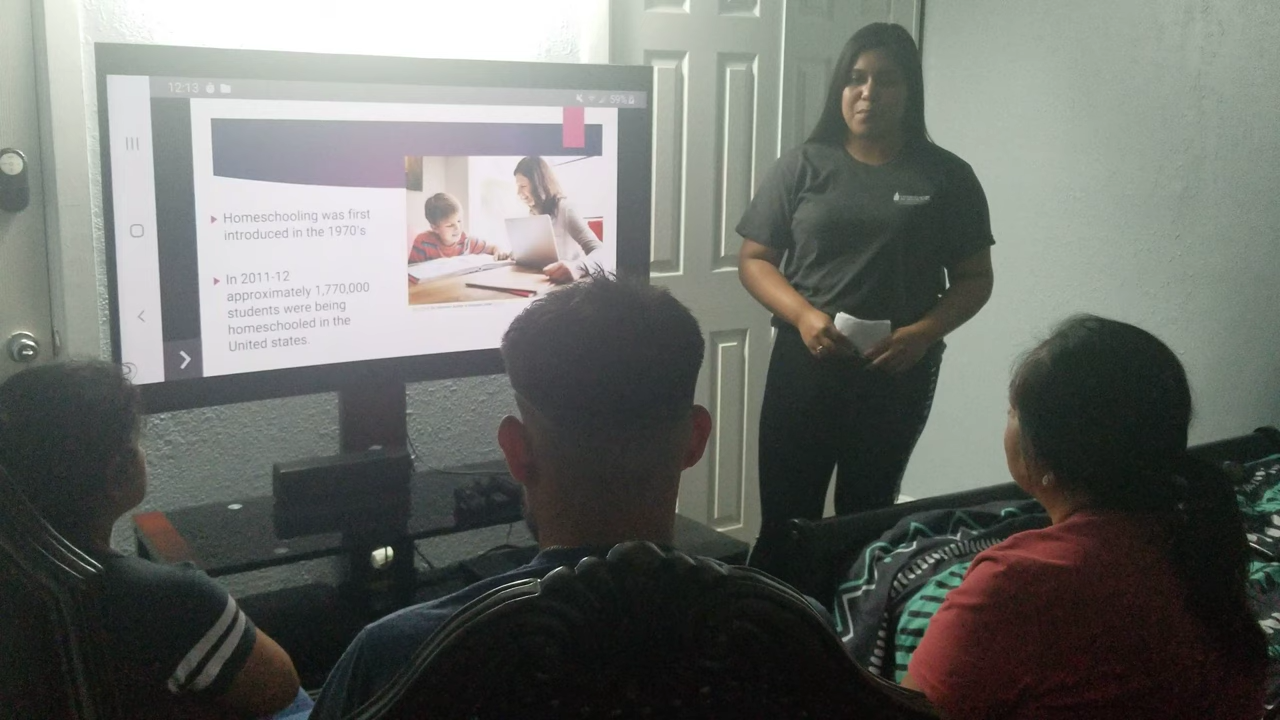 12:13
59%
Homeschooling was first
introduced in the 1970's
In 2011-12
approximately 1,770,000
students were being
homeschooled in the
United states.